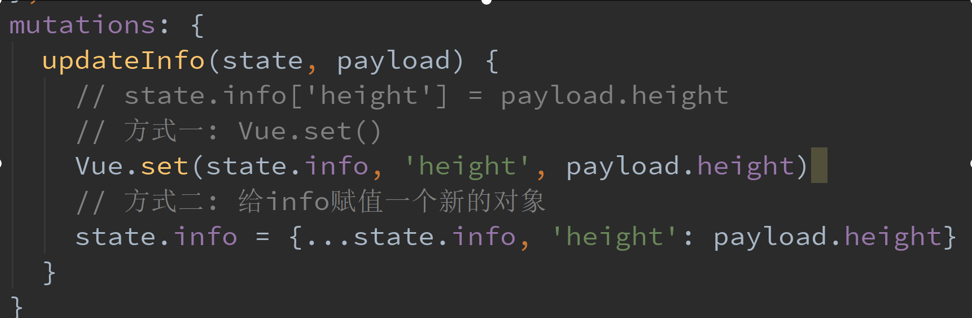 mutations: {
updateInfo(state, payload) {
// state.info['height'] = payload.height
// 方式一: Vue.set()
Vue.set(state.info, 'height', payload.height)
// 方式二: 给info赋值一个新的对象
state.info = {...state.info, 'height': payload.height}
}
}